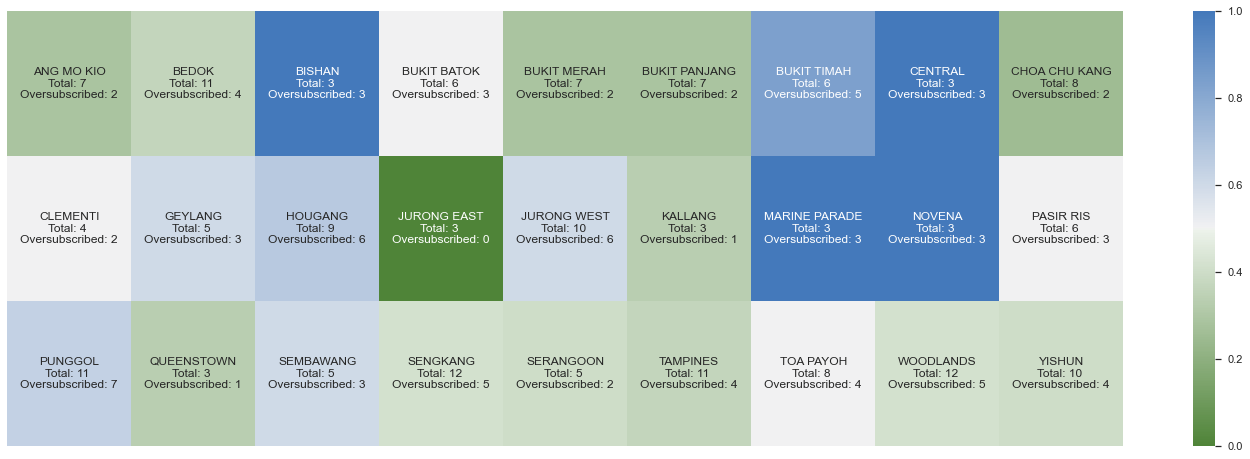 ANG MO KIO
Total: 7
Oversubscribed: 2
BEDOK
Total: 11
Oversubscribed: 4
BISHAN
Total: 3
Oversubscribed: 3
BUKIT BATOK
Total: 6
Oversubscribed: 3
BUKIT MERAH
Total: 7
Oversubscribed: 2
BUKIT PANJANG
Total: 7
Oversubscribed: 2
BUKIT TIMAH
Total: 6
Oversubscribed: 5
CENTRAL
Total: 3
Oversubscribed: 3
CHOA CHU KANG
Total: 8
Oversubscribed: 2
CLEMENTI
Total: 4
Oversubscribed: 2
GEYLANG
Total: 5
Oversubscribed: 3
HOUGANG
Total: 9
Oversubscribed: 6
JURONG EAST
Total: 3
Oversubscribed: 0
JURONG WEST
Total: 10
Oversubscribed: 6
KALLANG
Total: 3
Oversubscribed: 1
MARINE PARADE
Total: 3
Oversubscribed: 3
NOVENA
Total: 3
Oversubscribed: 3
PASIR RIS
Total: 6
Oversubscribed: 3
PUNGGOL
Total: 11
Oversubscribed: 7
QUEENSTOWN
Total: 3
Oversubscribed: 1
SEMBAWANG
Total: 5
Oversubscribed: 3
SENGKANG
Total: 12
Oversubscribed: 5
SERANGOON
Total: 5
Oversubscribed: 2
TAMPINES
Total: 11
Oversubscribed: 4
TOA PAYOH
Total: 8
Oversubscribed: 4
WOODLANDS
Total: 12
Oversubscribed: 5
YISHUN
Total: 10
Oversubscribed: 4
1.0
0.8
0.6
0.4
0.2
0.0